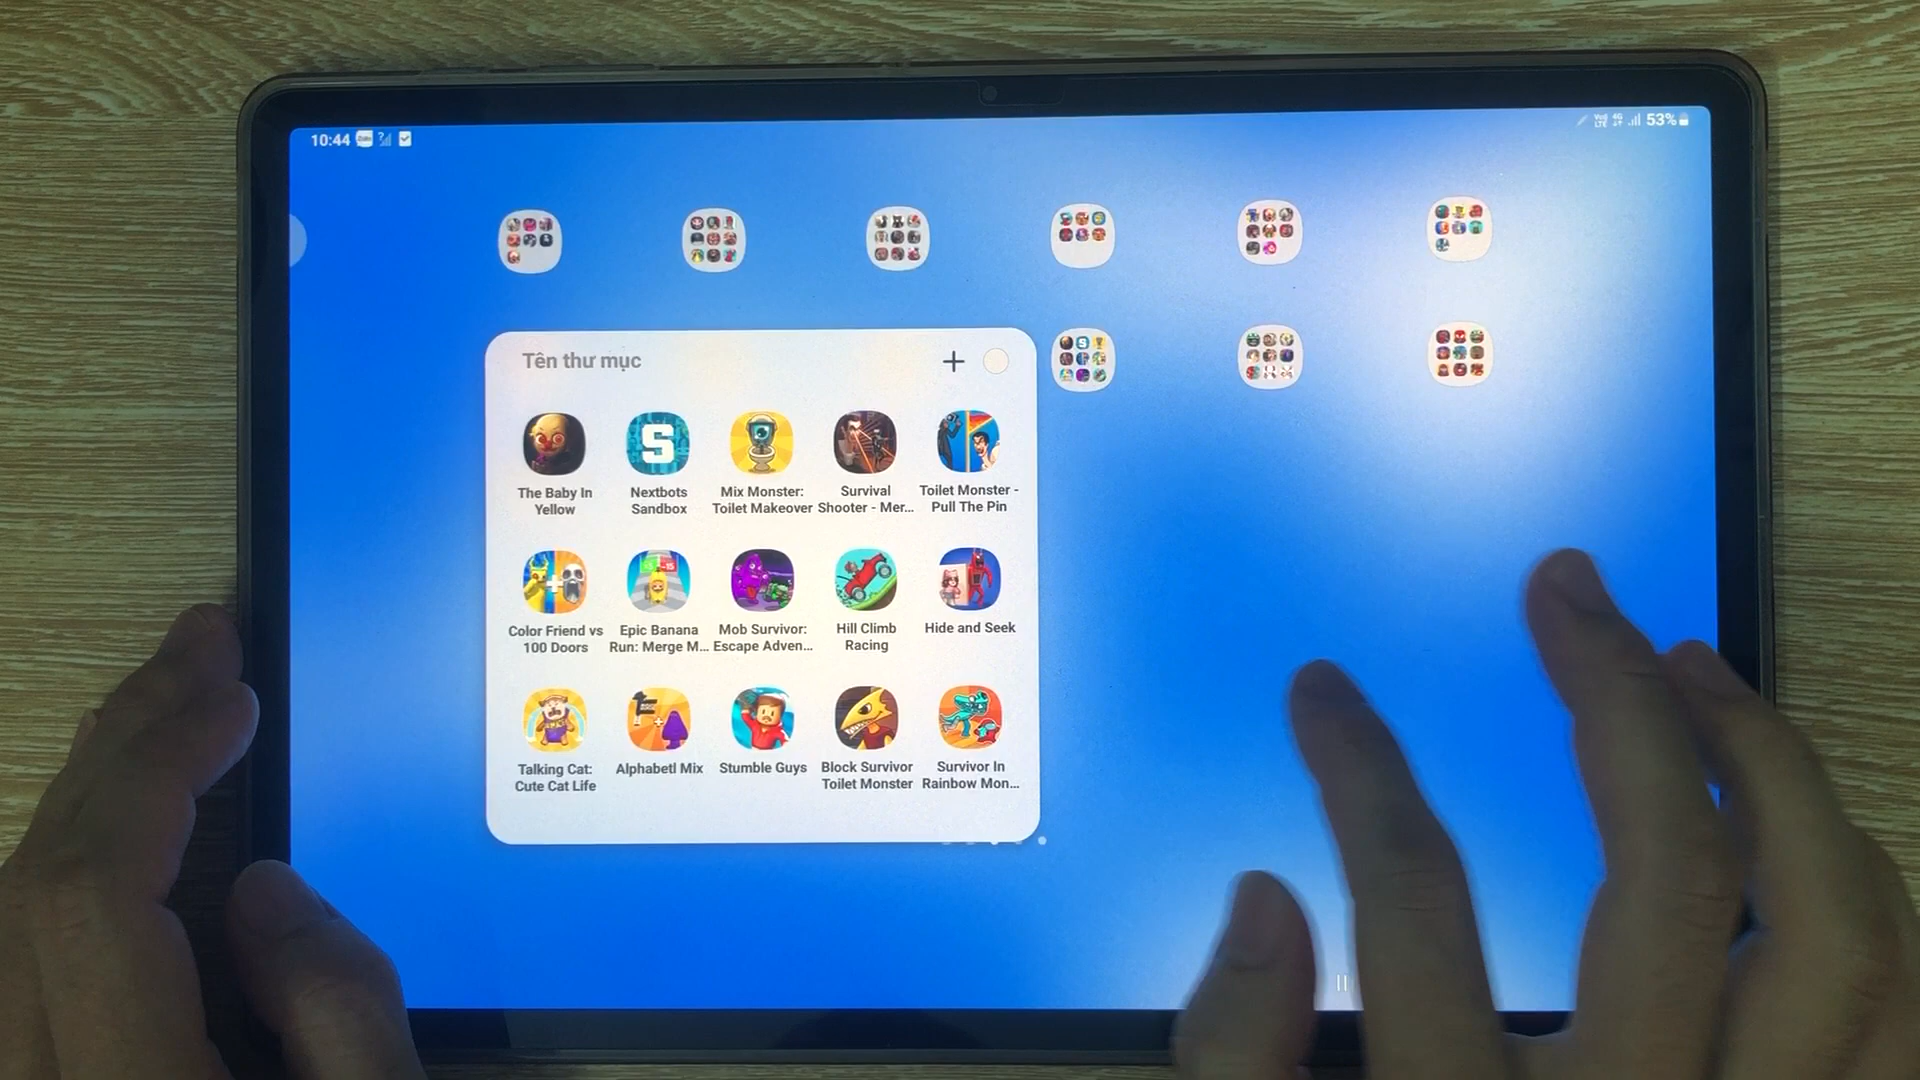 10:44
Vo) 4G
LTE
53%
Tên thư mục
S
The Baby In
Yellow
Nextbots
Sandbox
Mix Monster:
Toilet Makeover
Survival
Shooter - Mer...
Toilet Monster -
Pull The Pin
Color Friend vs
100 Doors
Epic Banana
Run: Merge M...
Mob Survivor:
Escape Adven...
Hill Climb
Racing
Hide and Seek
Talking Cat:
Cute Cat Life
Alphabetl Mix
Stumble Guys
Block Survivor
Toilet Monster
Survivor In
Rainbow Mon...